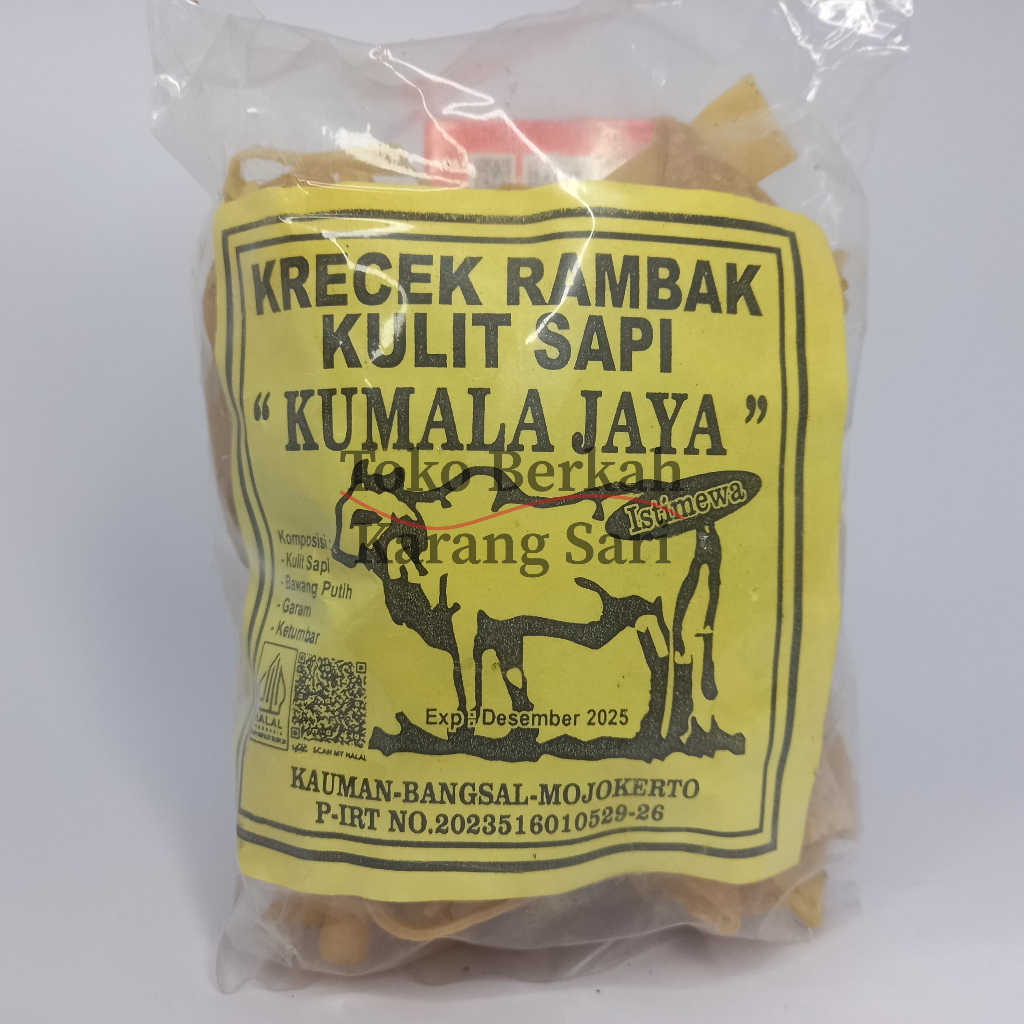 KRECEK RAMBAK
KULIT SAPI
“ KUMALA JAYA ”
Toko Berkah
Karang Sari
Istimewa
Komposisi :
- Kulit Sapi
- Bawang Putih
- Garam
- Ketumbar
HALAL
INDONESIA
SCAN MY HALAL
Exp : Desember 2025
KAUMAN-BANGSAL-MOJOKERTO
P-IRT NO.2023516010529-26